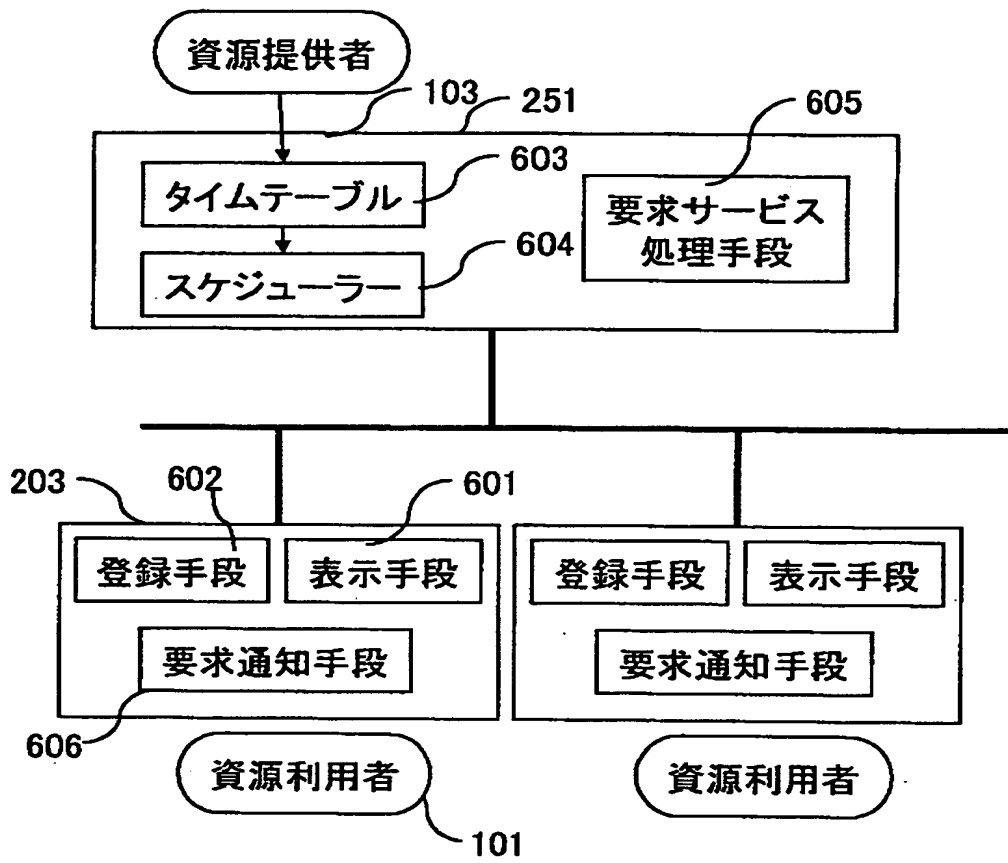 資源提供者
103
251
605
タイムテーブル
603
要求サービス
処理手段
604
スケジューラー
203
602
601
登録手段
表示手段
登録手段
表示手段
要求通知手段
要求通知手段
606
資源利用者
資源利用者
101